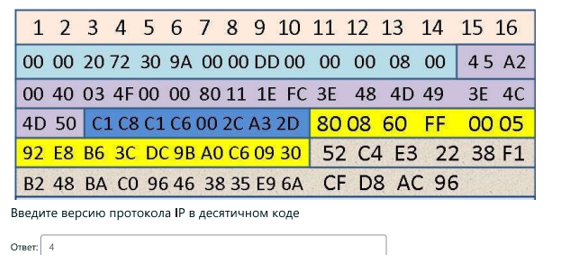 1 2 3 4 5 6 7 8 9 10 11 12 13 14 15 16
00 00 20 72 30 9A 00 00 DD 00 00 00 08 00 4 5 A2
00 40 03 4F 00 00 80 11 1E FC 3E 48 4D 49 3E 4C
4D 50 C1 C8 C1 C6 00 2C A3 2D 80 08 60 FF 00 05
92 E8 B6 3C DC 9B A0 C6 09 30 52 C4 E3 22 38 F1
B2 48 BA C0 96 46 38 35 E9 6A CF D8 AC 96
Введите версию протокола IP в десятичном коде
Ответ: 4